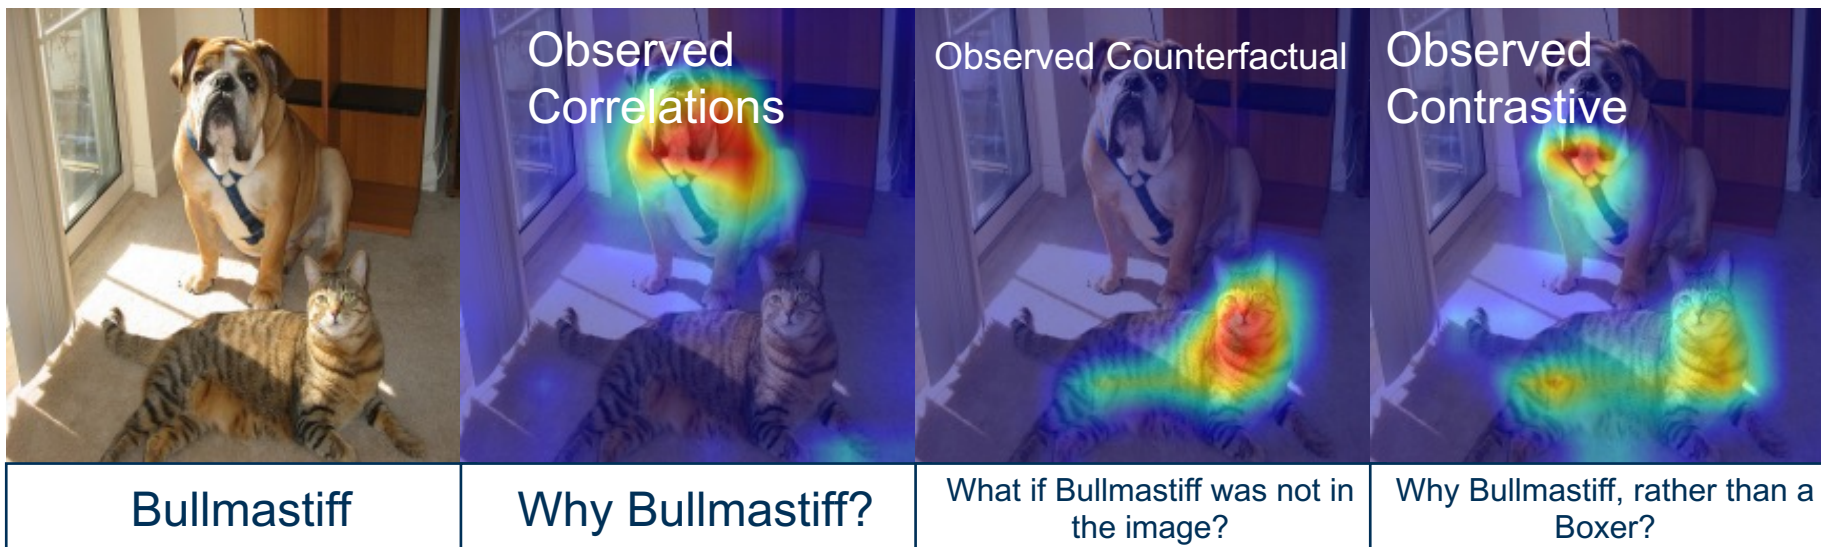 Observed
Correlations
Observed Counterfactual
Observed
Contrastive
Bullmastiff
Why Bullmastiff?
What if Bullmastiff was not in
the image?
Why Bullmastiff, rather than a
Boxer?